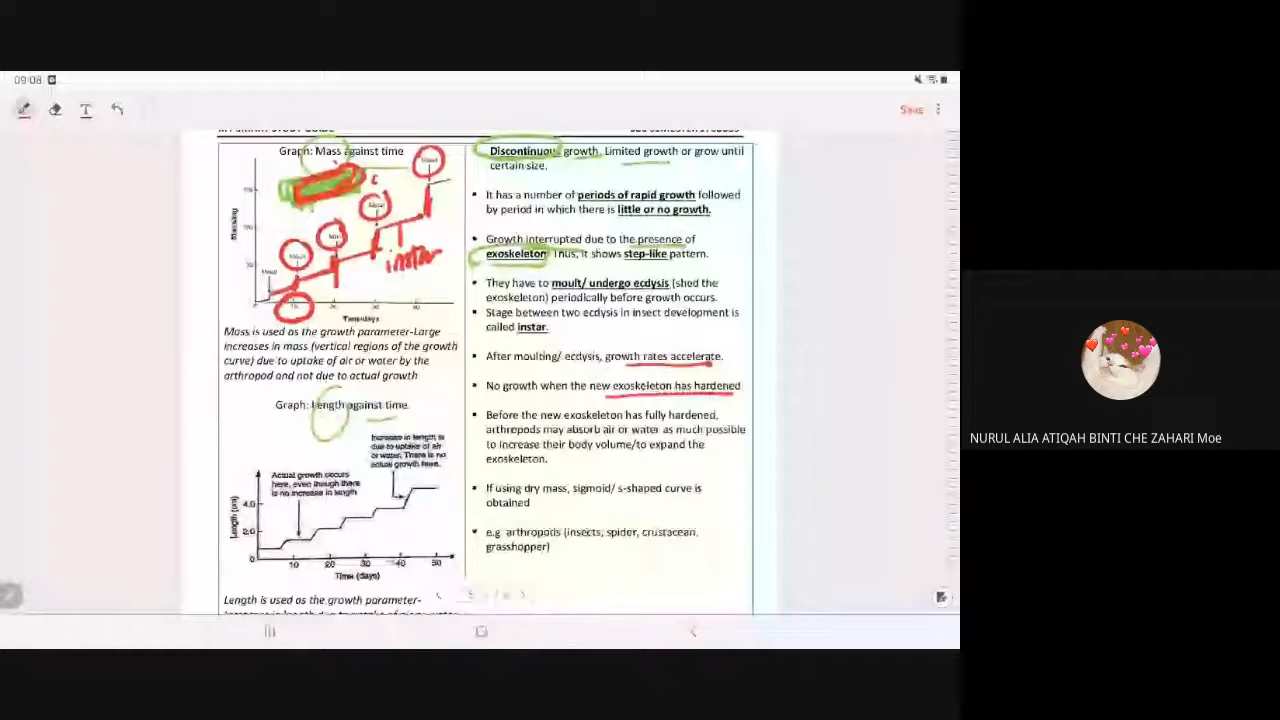 09:08
Save
Graph: Mass against time
Mass/mg
Moult
Time/days
instar
Mass is used as the growth parameter-Large
increases in mass (vertical regions of the growth
curve) due to uptake of air or water by the
arthropod and not due to actual growth
Graph: Length against time
Increase in length is
due to uptake of air
or water. There is no
actual growth here.
Actual growth occurs
here, even though there
is no increase in length
Length (cm)
4.0
2.0
0
10 20 30 40 50
Time (days)
Length is used as the growth parameter-
Discontinuous growth. Limited growth or grow until
certain size.
▪ It has a number of periods of rapid growth followed
by period in which there is little or no growth.
▪ Growth interrupted due to the presence of
exoskeleton. Thus, it shows step-like pattern.
▪ They have to moult/ undergo ecdysis (shed the
exoskeleton) periodically before growth occurs.
▪ Stage between two ecdysis in insect development is
called instar.
▪ After moulting/ ecdysis, growth rates accelerate.
▪ No growth when the new exoskeleton has hardened
▪ Before the new exoskeleton has fully hardened,
arthropods may absorb air or water as much possible
to increase their body volume/to expand the
exoskeleton.
▪ If using dry mass, sigmoid/ s-shaped curve is
obtained
▪ e.g. arthropods (insects, spider, crustacean,
grasshopper)
NURUL ALIA ATIQAH BINTI CHE ZAHARI Moe